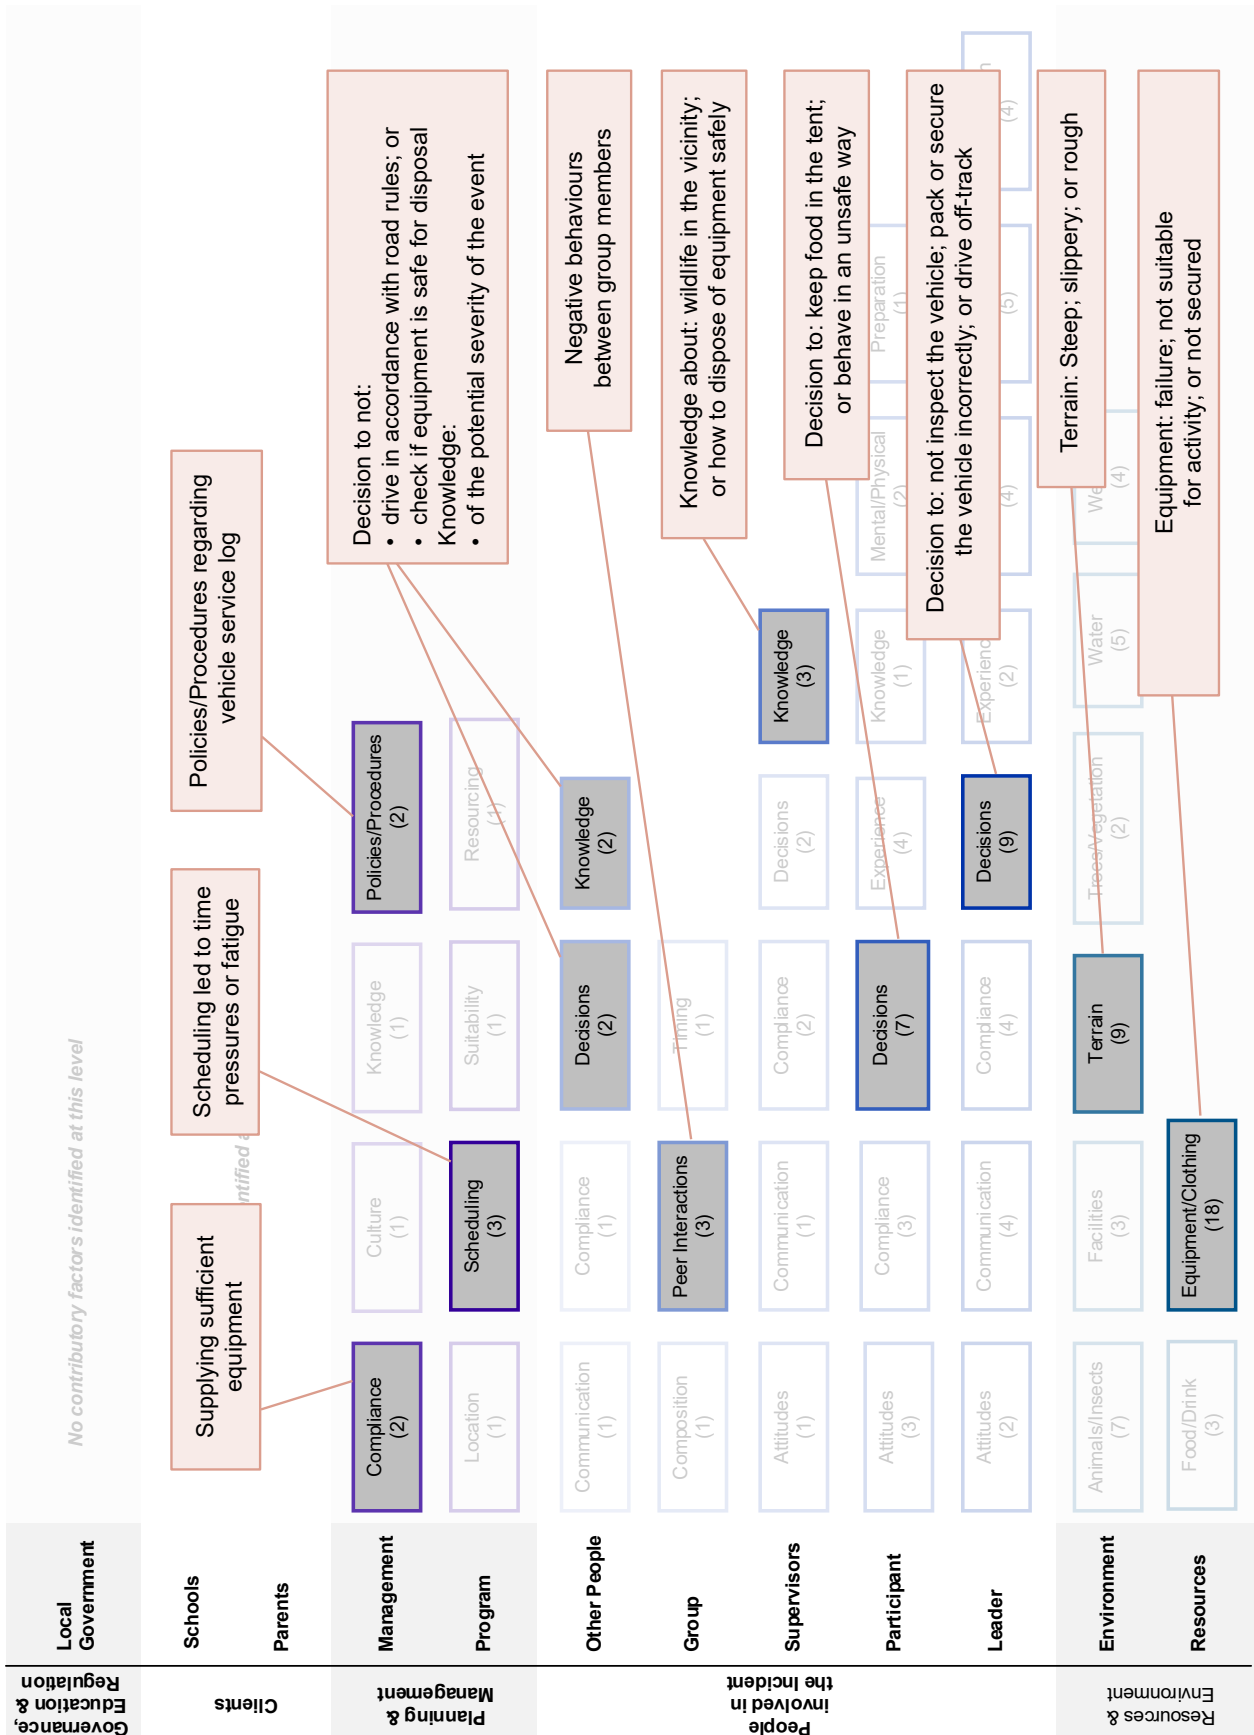 Governance,
Education &
Regulation
Local
Government
No contributory factors identified at this level
Clients
Schools
Parents
ntified a
Supplying sufficient
equipment
Scheduling led to time
pressures or fatigue
Policies/Procedures regarding
vehicle service log
Planning &
Management
Management
Compliance
(2)
Culture
(1)
Knowledge
(1)
Policies/Procedures
(2)
Decision to not:
• drive in accordance with road rules; or
• check if equipment is safe for disposal
Knowledge:
• of the potential severity of the event
Program
Location
(1)
Scheduling
(3)
Suitability
(1)
Resourcing
(1)
People
involved in
the Incident
Other People
Communication
(1)
Compliance
(1)
Decisions
(2)
Knowledge
(2)
Negative behaviours
between group members
Group
Composition
(1)
Peer Interactions
(3)
Timing
(1)
Knowledge about: wildlife in the vicinity;
or how to dispose of equipment safely
Supervisors
Attitudes
(1)
Communication
(1)
Compliance
(2)
Decisions
(2)
Knowledge
(3)
Decision to: keep food in the tent;
or behave in an unsafe way
Participant
Attitudes
(3)
Compliance
(3)
Decisions
(7)
Experience
(4)
Knowledge
(1)
Mental/Physical
(2)
Preparation
(1)
Decision to: not inspect the vehicle; pack or secure
the vehicle incorrectly; or drive off-track
Leader
Attitudes
(2)
Communication
(4)
Compliance
(4)
Decisions
(9)
Experienc
(2)
(4)
(5)
n
(4)
Terrain: Steep; slippery; or rough
Resources &
Environment
Environment
Animals/Insects
(7)
Facilities
(3)
Terrain
(9)
Trees/Vegetation
(2)
Water
(5)
We
(4)
Equipment: failure; not suitable
for activity; or not secured
Resources
Food/Drink
(3)
Equipment/Clothing
(18)